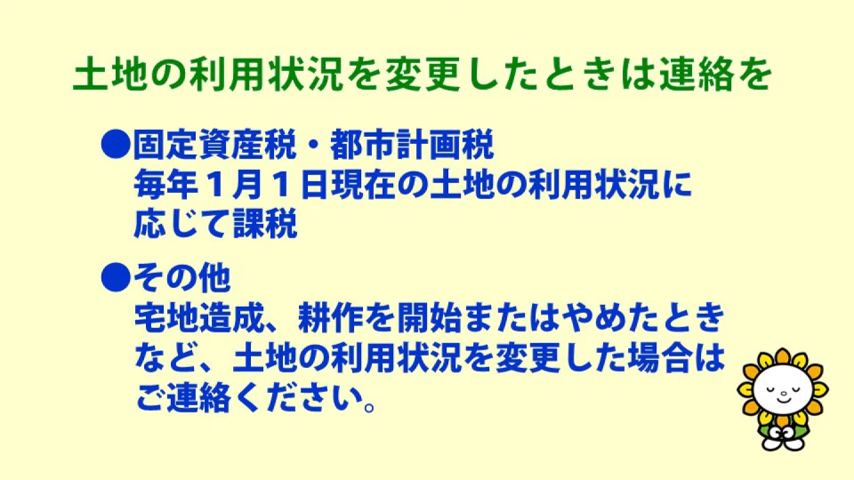 土地の利用状況を変更したときは連絡を
●固定資産税・都市計画税
毎年１月１日現在の土地の利用状況に
応じて課税
●その他
宅地造成、耕作を開始またはやめたとき
など、土地の利用状況を変更した場合は
ご連絡ください。